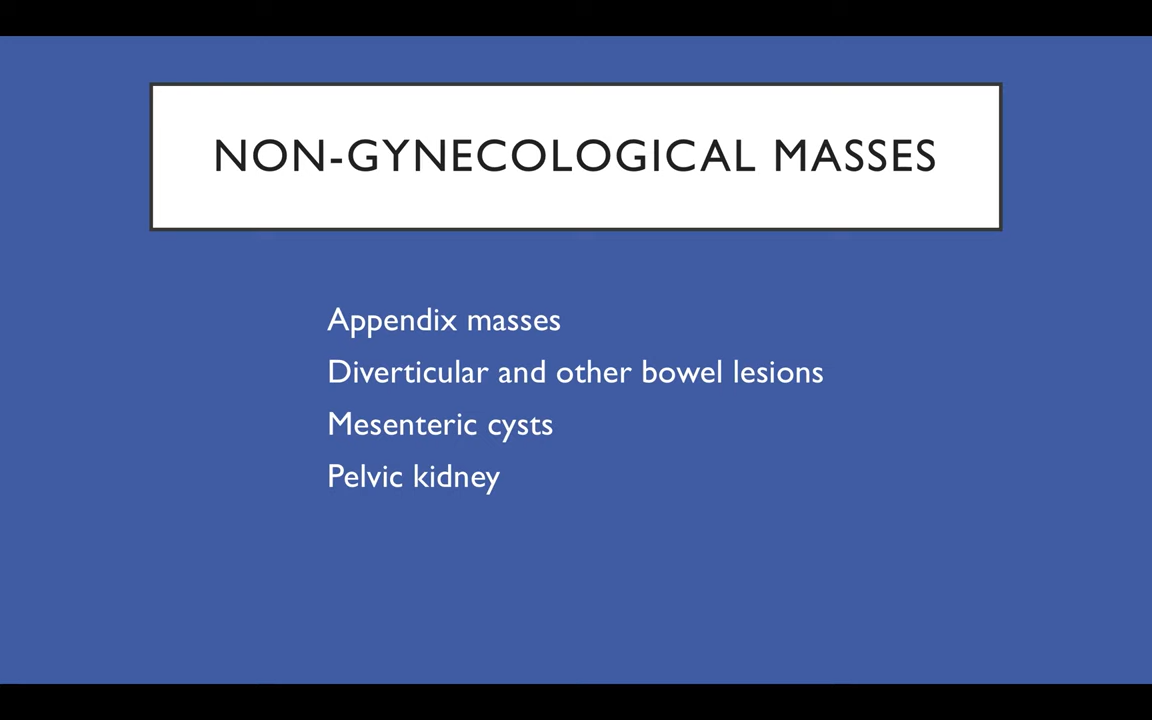 NON-GYNECOLOGICAL MASSES
Appendix masses
Diverticular and other bowel lesions
Mesenteric cysts
Pelvic kidney